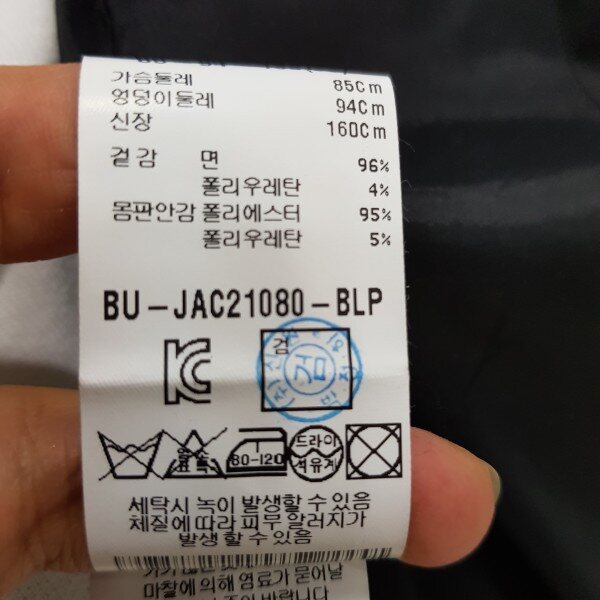 가슴둘레 85Cm
엉덩이둘레 94Cm
신장 160Cm
겉감 면 96%
폴리우레탄 4%
몸판안감 폴리에스터 95%
폴리우레탄 5%
BU-JAC21080-BLP
검
검
80-120
드라이
석유계
세탁시 녹이 발생할 수 있음
체질에 따라 피부 알러지가
발생할 수 있음
마찰에 의해 염료가 묻어날